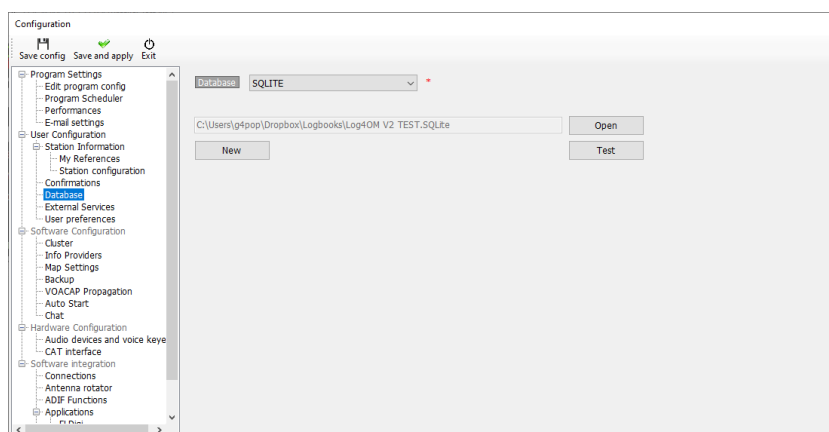 Configuration
Save config Save and apply Exit
Program Settings
Edit program config
Program Scheduler
Performances
E-mail settings
User Configuration
Station Information
My References
Station configuration
Confirmations
Database
External Services
User preferences
Software Configuration
Cluster
Info Providers
Map Settings
Backup
VOACAP Propagation
Auto Start
Chat
Hardware Configuration
Audio devices and voice keye
CAT interface
Software integration
Connections
Antenna rotator
ADIF Functions
Applications
Database SQLITE *
C:\Users\g4pop\Dropbox\Logbooks\Log4OM V2 TEST.SQLite Open
New Test